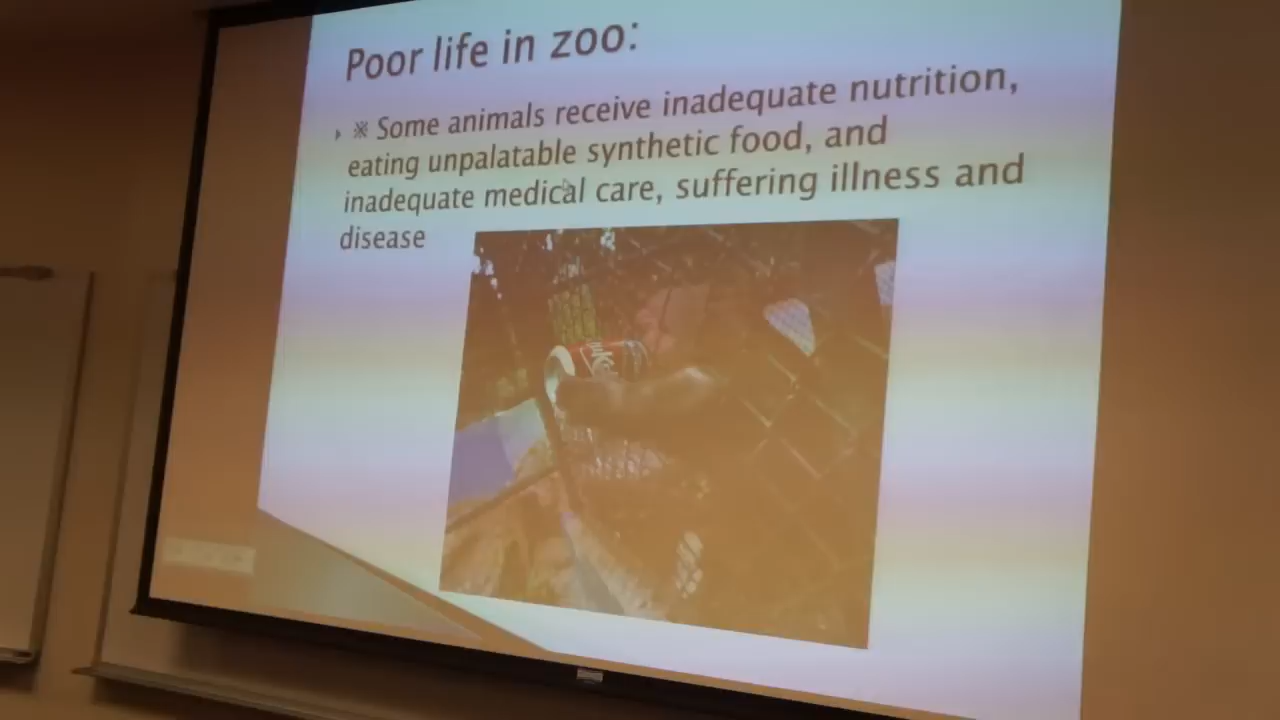 Poor life in zoo:
※ Some animals receive inadequate nutrition,
eating unpalatable synthetic food, and
inadequate medical care, suffering illness and
disease